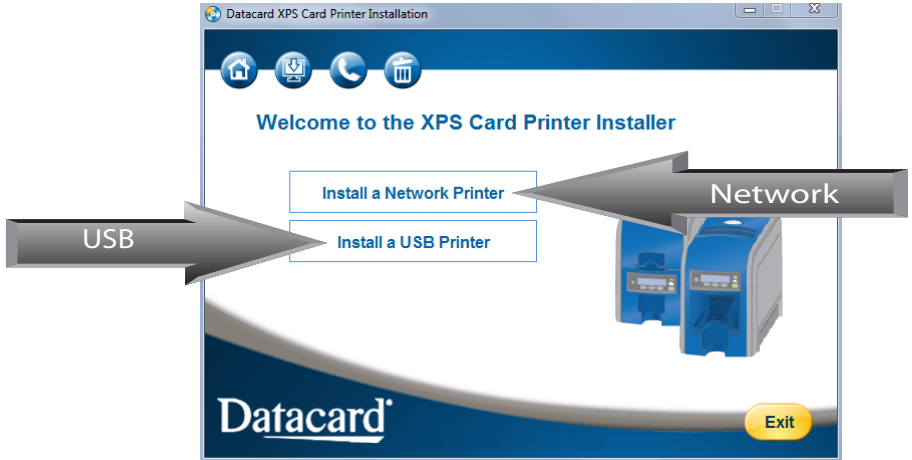 Datacard XPS Card Printer Installation
Welcome to the XPS Card Printer Installer
Install a Network Printer
Network
USB
Install a USB Printer
Datacard
Exit